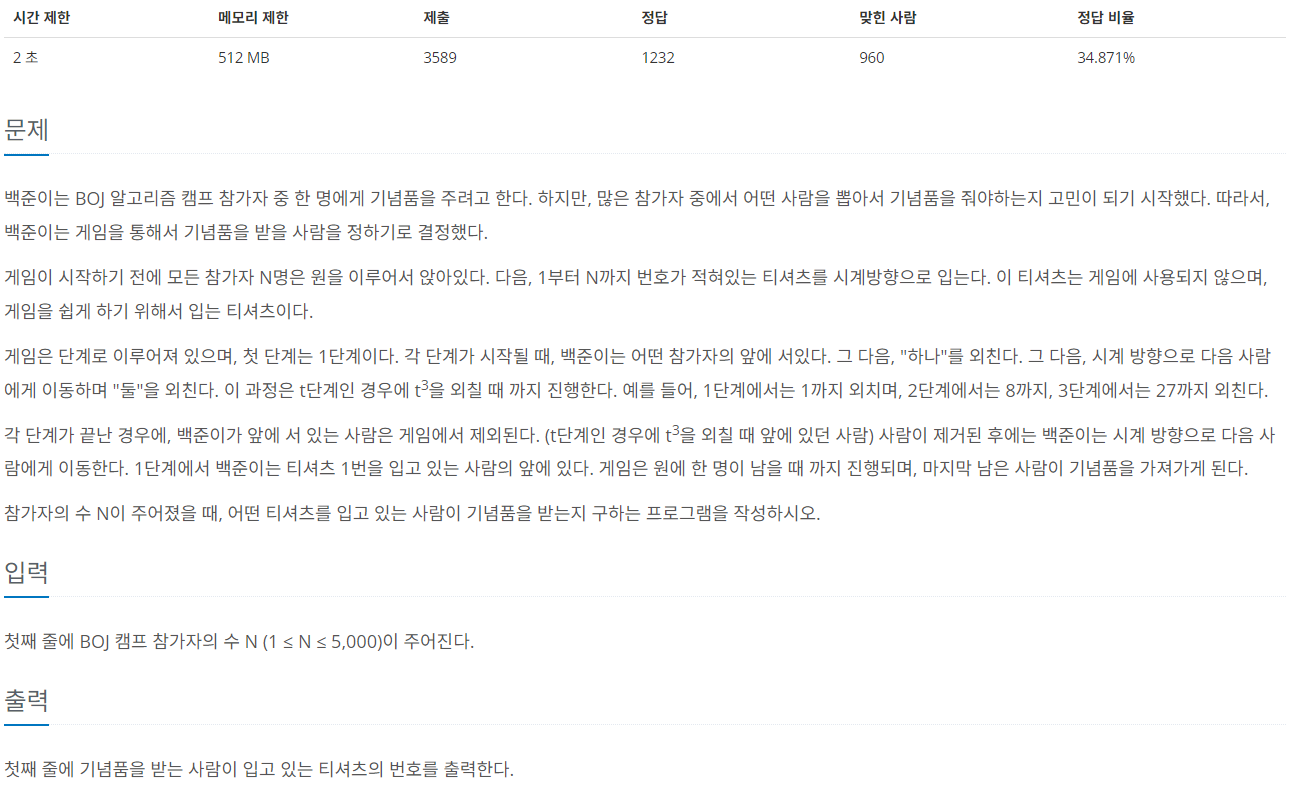 시간 제한 메모리 제한 제출 정답 맞힌 사람 정답 비율
2 초 512 MB 3589 1232 960 34.871%
문제
백준이는 BOJ 알고리즘 캠프 참가자 중 한 명에게 기념품을 주려고 한다. 하지만, 많은 참가자 중에서 어떤 사람을 뽑아서 기념품을 줘야하는지 고민이 되기 시작했다. 따라서,
백준이는 게임을 통해서 기념품을 받을 사람을 정하기로 결정했다.
게임이 시작하기 전에 모든 참가자 N명은 원을 이루어서 앉아있다. 다음, 1부터 N까지 번호가 적혀있는 티셔츠를 시계방향으로 입는다. 이 티셔츠는 게임에 사용되지 않으며,
게임을 쉽게 하기 위해서 입는 티셔츠이다.
게임은 단계로 이루어져 있으며, 첫 단계는 1단계이다. 각 단계가 시작될 때, 백준이는 어떤 참가자의 앞에 서있다. 그 다음, "하나"를 외친다. 그 다음, 시계 방향으로 다음 사람
에게 이동하며 "둘"을 외친다. 이 과정은 t단계인 경우에 t³을 외칠 때 까지 진행한다. 예를 들어, 1단계에서는 1까지 외치며, 2단계에서는 8까지, 3단계에서는 27까지 외친다.
각 단계가 끝난 경우에, 백준이가 앞에 서 있는 사람은 게임에서 제외된다. (t단계인 경우에 t³을 외칠 때 앞에 있던 사람) 사람이 제거된 후에는 백준이는 시계 방향으로 다음 사
람에게 이동한다. 1단계에서 백준이는 티셔츠 1번을 입고 있는 사람의 앞에 있다. 게임은 원에 한 명이 남을 때 까지 진행되며, 마지막 남은 사람이 기념품을 가져가게 된다.
참가자의 수 N이 주어졌을 때, 어떤 티셔츠를 입고 있는 사람이 기념품을 받는지 구하는 프로그램을 작성하시오.
입력
첫째 줄에 BOJ 캠프 참가자의 수 N (1 ≤ N ≤ 5,000)이 주어진다.
출력
첫째 줄에 기념품을 받는 사람이 입고 있는 티셔츠의 번호를 출력한다.